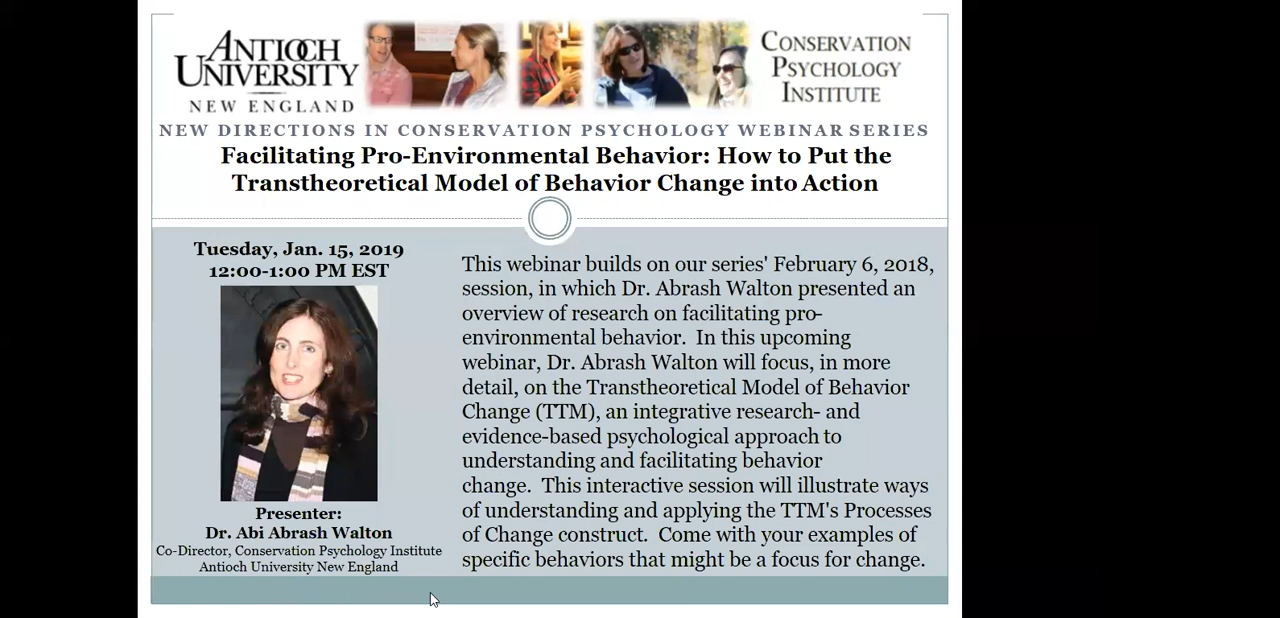 ANTIOCH
UNIVERSITY
NEW ENGLAND
CONSERVATION
PSYCHOLOGY
INSTITUTE
NEW DIRECTIONS IN CONSERVATION PSYCHOLOGY WEBINAR SERIES
Facilitating Pro-Environmental Behavior: How to Put the
Transtheoretical Model of Behavior Change into Action
Tuesday, Jan. 15, 2019
12:00-1:00 PM EST
Presenter:
Dr. Abi Abrash Walton
Co-Director, Conservation Psychology Institute
Antioch University New England
This webinar builds on our series' February 6, 2018,
session, in which Dr. Abrash Walton presented an
overview of research on facilitating pro-
environmental behavior. In this upcoming
webinar, Dr. Abrash Walton will focus, in more
detail, on the Transtheoretical Model of Behavior
Change (TTM), an integrative research- and
evidence-based psychological approach to
understanding and facilitating behavior
change. This interactive session will illustrate ways
of understanding and applying the TTM's Processes
of Change construct. Come with your examples of
specific behaviors that might be a focus for change.